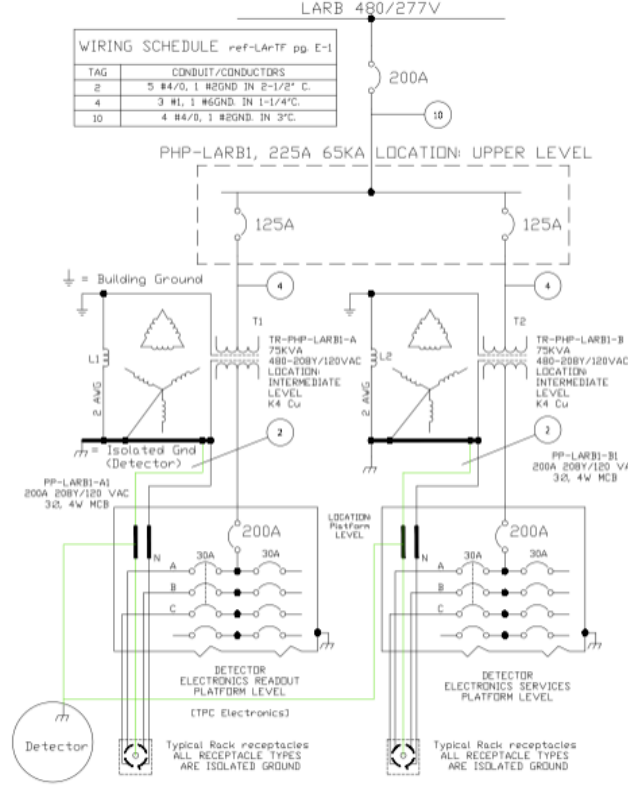 LARB 480/277V
WIRING SCHEDULE ref-LArTF pg. E-1
TAG CONDUIT/CONDUCTORS
2 5 #4/0, 1 #2GND IN 2-1/2" C.
4 3 #1, 1 #6GND. IN 1-1/4"C.
10 4 #4/0, 1 #2GND. IN 3"C.
200A
10
PHP-LARB1, 225A 65KA LOCATION: UPPER LEVEL
125A
125A
4
4
= Building Ground
T1
TR-PHP-LARB1-A
75KVA
480-208Y/120VAC
LOCATION:
INTERMEDIATE
LEVEL
K4 Cu
L1
2 AWG
T2
TR-PHP-LARB1-B
75KVA
480-208Y/120VAC
LOCATION:
INTERMEDIATE
LEVEL
K4 Cu
L2
2 AWG
= Isolated Gnd
(Detector)
2
2
PP-LARB1-A1
200A 208Y/120 VAC
3Ø, 4W MCB
PP-LARB1-B1
200A 208Y/120 VA
3Ø, 4W MCB
LOCATION:
Platform
LEVEL
200A
N
30A
30A
A
B
C
200A
N
30A
30A
A
B
C
DETECTOR
ELECTRONICS READOUT
PLATFORM LEVEL
[TPC Electronics]
DETECTOR
ELECTRONICS SERVICES
PLATFORM LEVEL
Detector
Typical Rack receptacles
ALL RECEPTACLE TYPES
ARE ISOLATED GROUND
Typical Rack receptacles
ALL RECEPTACLE TYPES
ARE ISOLATED GROUND